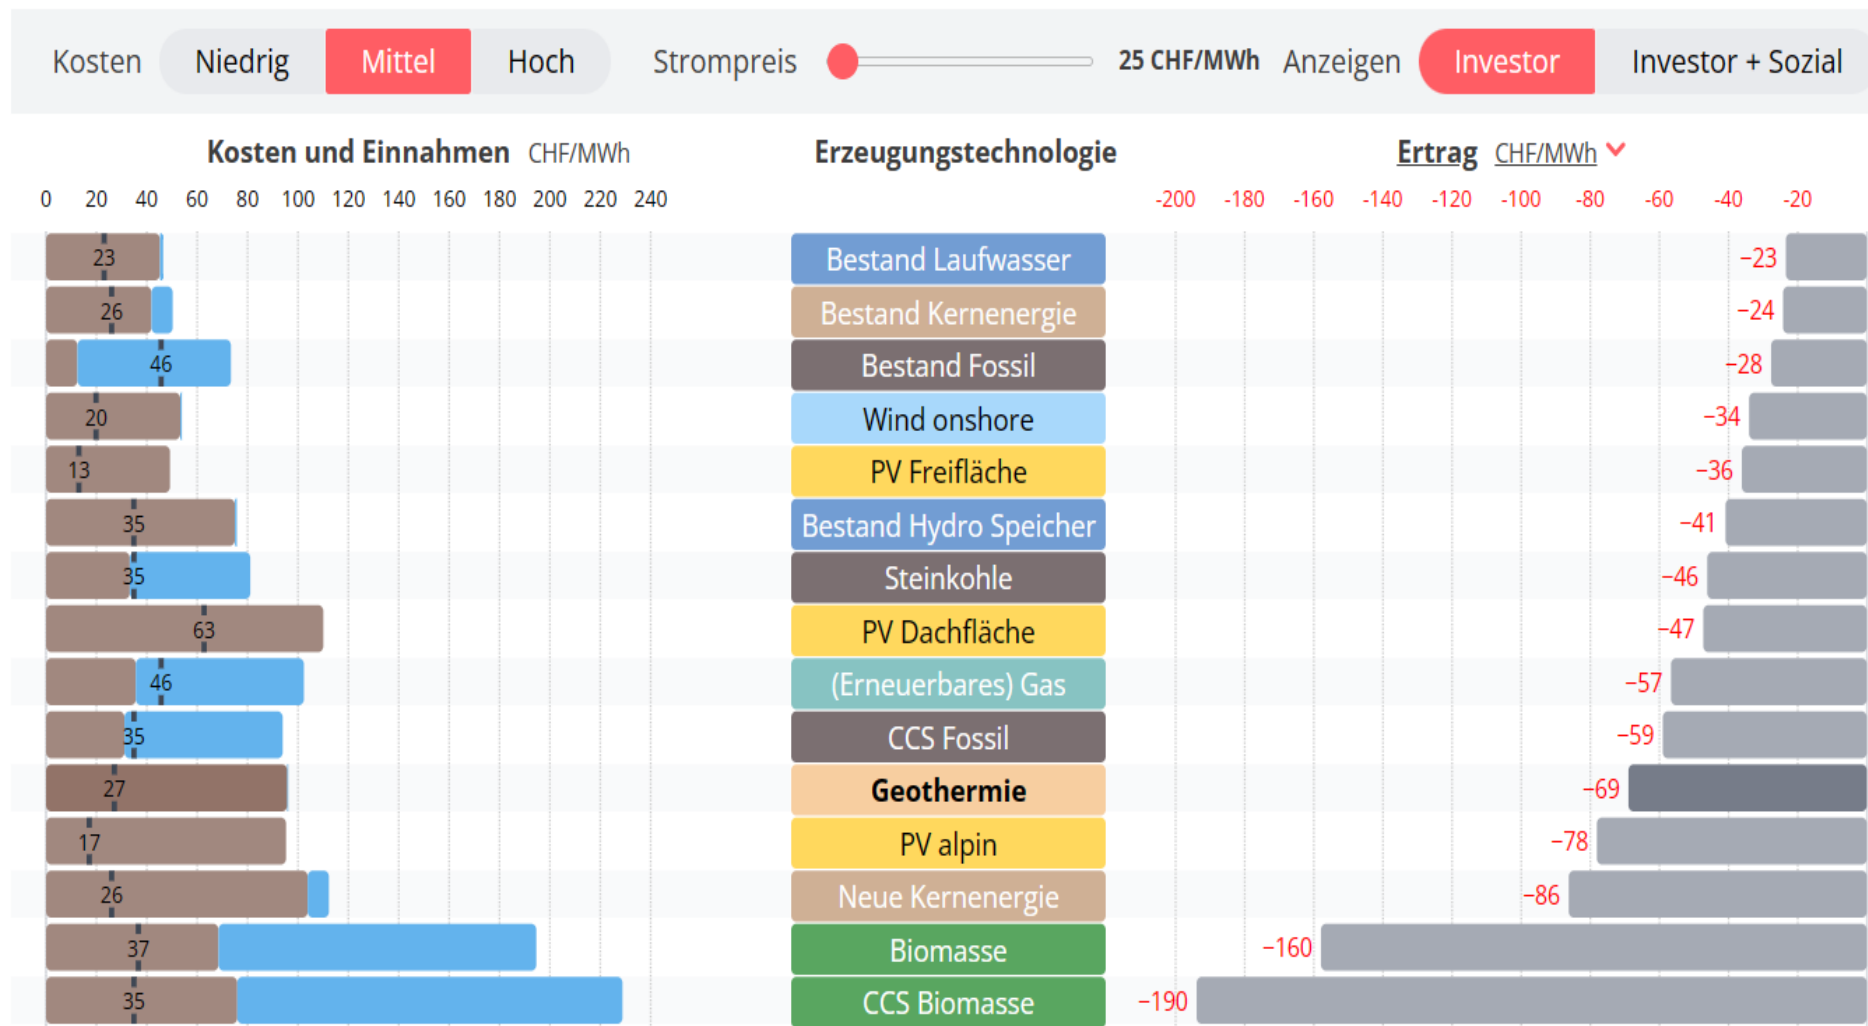 Kosten Niedrig Mittel Hoch Strompreis 25 CHF/MWh Anzeigen Investor Investor + Sozial
Kosten und Einnahmen CHF/MWh Erzeugungstechnologie Ertrag CHF/MWh
0 20 40 60 80 100 120 140 160 180 200 220 240 -200 -180 -160 -140 -120 -100 -80 -60 -40 -20
23 Bestand Laufwasser −23
26 Bestand Kernenergie −24
46 Bestand Fossil −28
20 Wind onshore −34
13 PV Freifläche −36
35 Bestand Hydro Speicher −41
35 Steinkohle −46
63 PV Dachfläche −47
46 (Erneuerbares) Gas −57
35 CCS Fossil −59
27 Geothermie −69
17 PV alpin −78
26 Neue Kernenergie −86
37 Biomasse −160
35 CCS Biomasse −190